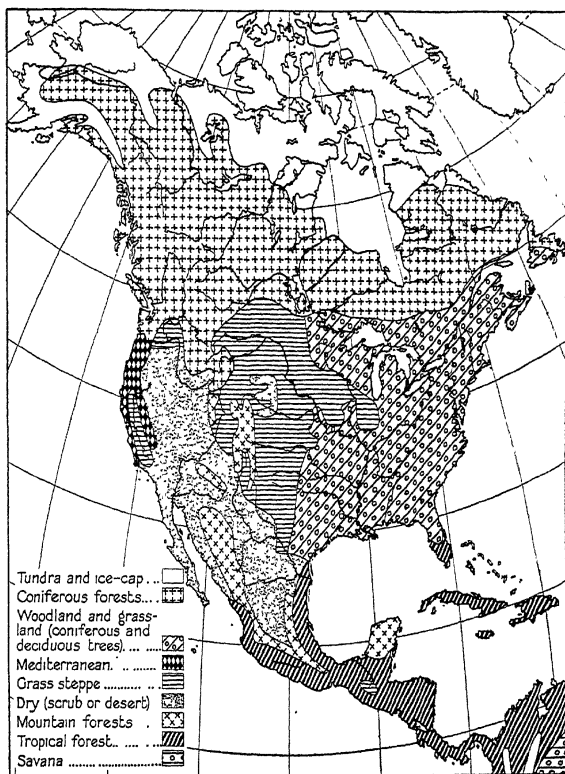 Tundra and ice-cap...
Coniferous forests...
Woodland and grass-
land (coniferous and
deciduous trees)... ...
Mediterranean. .. ........
Grass steppe ........... ..
Dry (scrub or desert)
Mountain forests .
Tropical forest.. ..... ..
Savana .....................